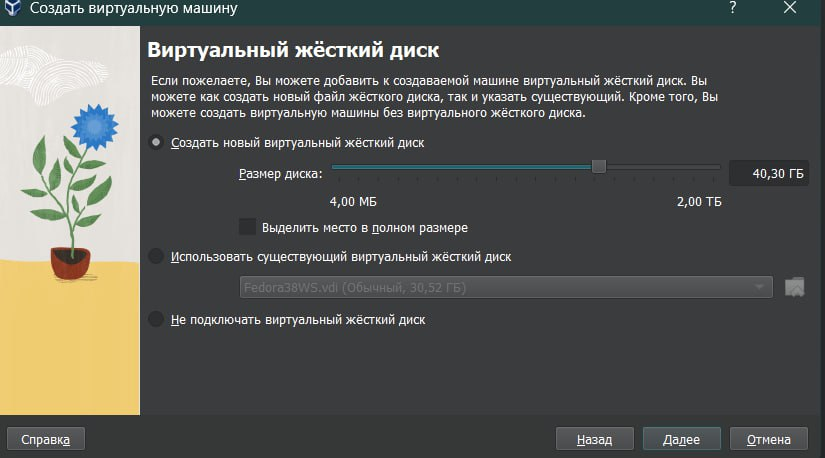 Создать виртуальную машину
?
Виртуальный жёсткий диск
Если пожелаете, Вы можете добавить к создаваемой машине виртуальный жёсткий диск. Вы
можете как создать новый файл жёсткого диска, так и указать существующий. Кроме того, Вы
можете создать виртуальную машины без виртуального жёсткого диска.
Создать новый виртуальный жёсткий диск
Размер диска:
40,30 ГБ
4,00 МБ
2,00 ТБ
Выделить место в полном размере
Использовать существующий виртуальный жёсткий диск
Fedora38WS.vdi (Обычный, 30,52 ГБ)
Не подключать виртуальный жёсткий диск
Справка
Назад
Далее
Отмена